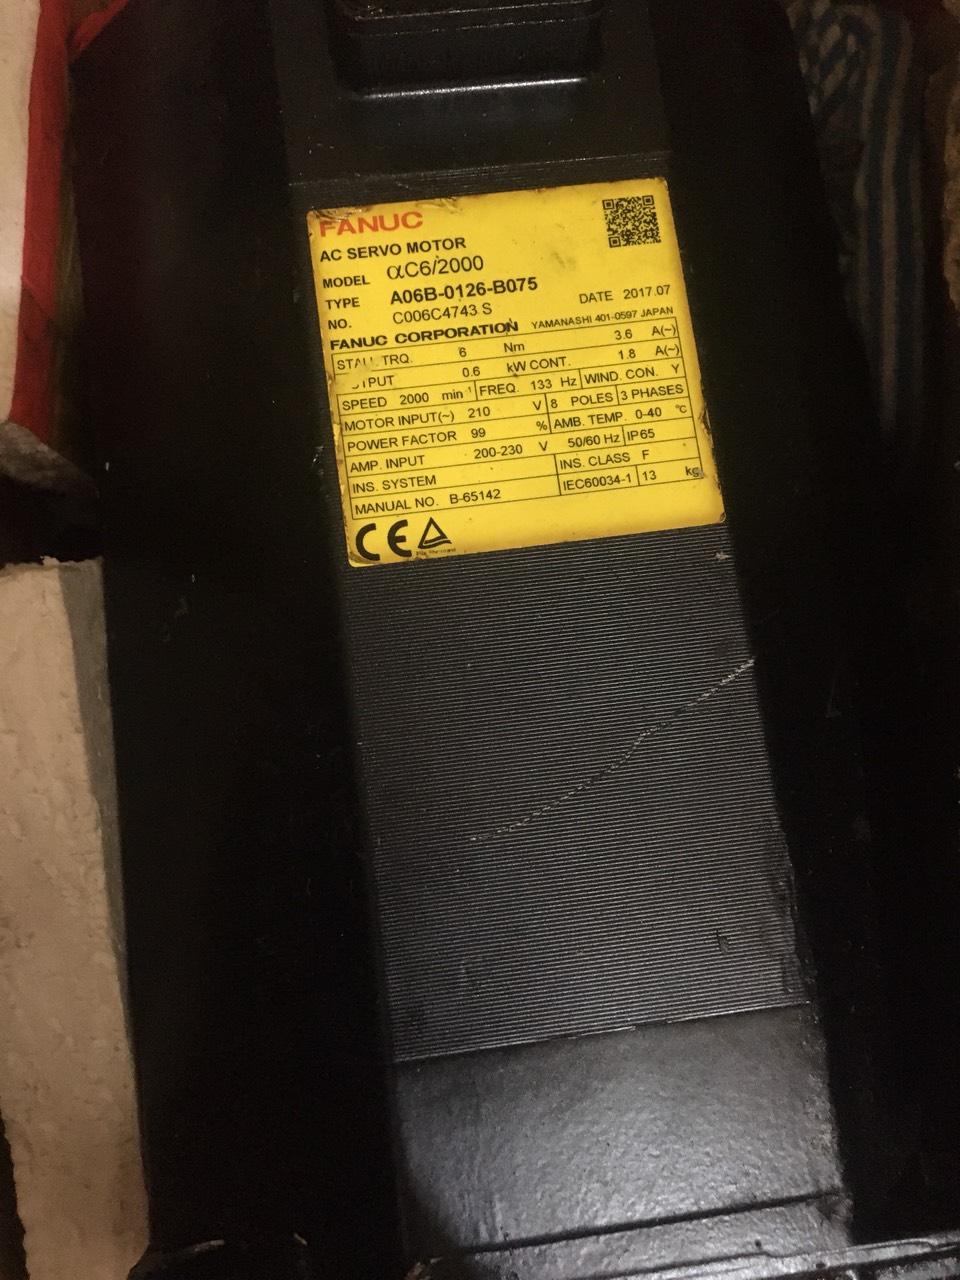 FANUC
AC SERVO MOTOR
MODEL αC6/2000
TYPE A06B-0126-B075
NO. C006C4743 S DATE 2017.07
FANUC CORPORATION YAMANASHI 401-0597 JAPAN
STALL TRQ. 6 Nm 3.6 A(~)
OUTPUT 0.6 kW CONT. 1.8 A(~)
SPEED 2000 min⁻¹ FREQ. 133 Hz WIND. CON. Y
MOTOR INPUT(~) 210 V 8 POLES 3 PHASES
POWER FACTOR 99 % AMB. TEMP. 0-40 ℃
AMP. INPUT 200-230 V 50/60 Hz IP65
INS. SYSTEM INS. CLASS F
MANUAL NO. B-65142 IEC60034-1 13 kg
CE